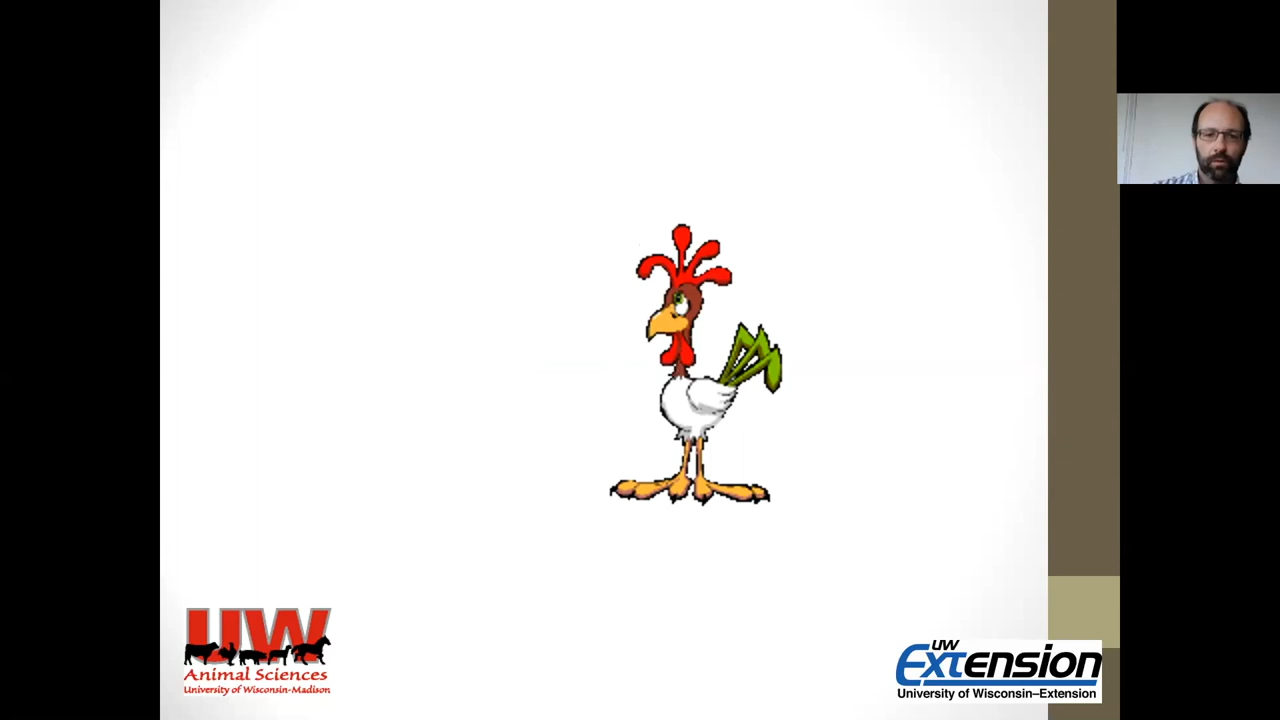 UW
Animal Sciences
University of Wisconsin-Madison
UW
Extension
University of Wisconsin–Extension